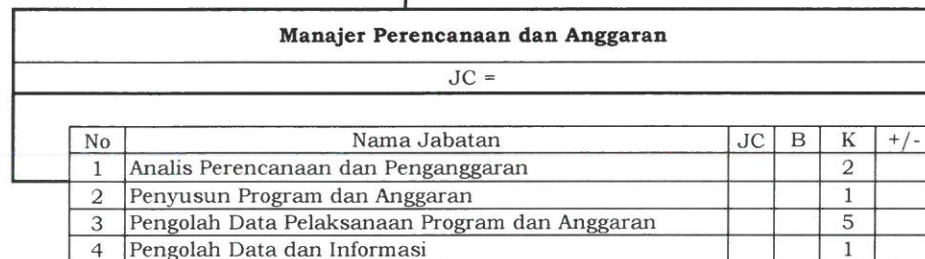 Manajer Perencanaan dan Anggaran
JC =
No Nama Jabatan JC B K +/-
1 Analis Perencanaan dan Penganggaran 2
2 Penyusun Program dan Anggaran 1
3 Pengolah Data Pelaksanaan Program dan Anggaran 5
4 Pengolah Data dan Informasi 1